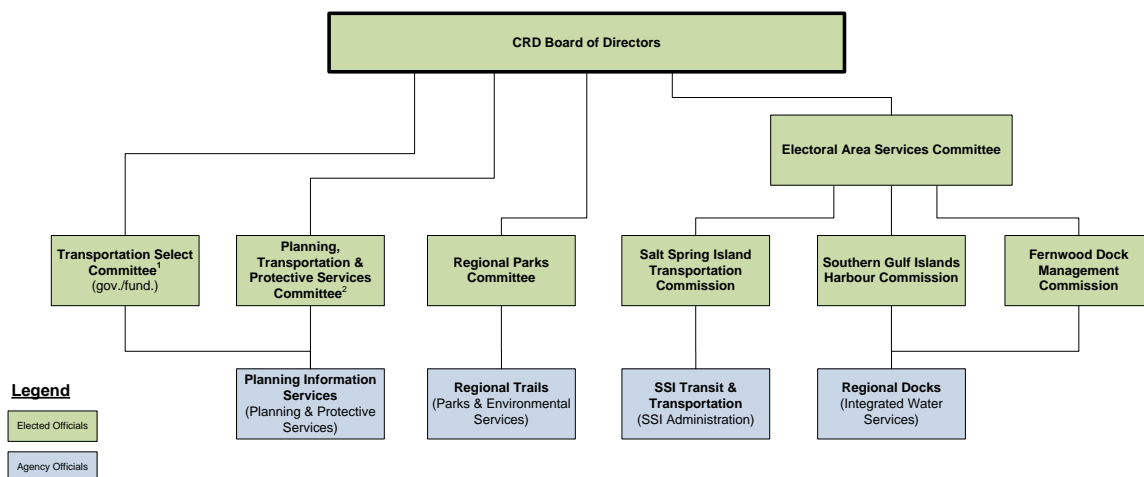 CRD Board of Directors
Electoral Area Services Committee
Transportation Select
Committee¹
(gov./fund.)
Planning,
Transportation &
Protective Services
Committee²
Regional Parks
Committee
Salt Spring Island
Transportation
Commission
Southern Gulf Islands
Harbour Commission
Fernwood Dock
Management
Commission
Planning Information
Services
(Planning & Protective
Services)
Regional Trails
(Parks & Environmental
Services)
SSI Transit &
Transportation
(SSI Administration)
Regional Docks
(Integrated Water
Services)
Legend
Elected Officials
Agency Officials